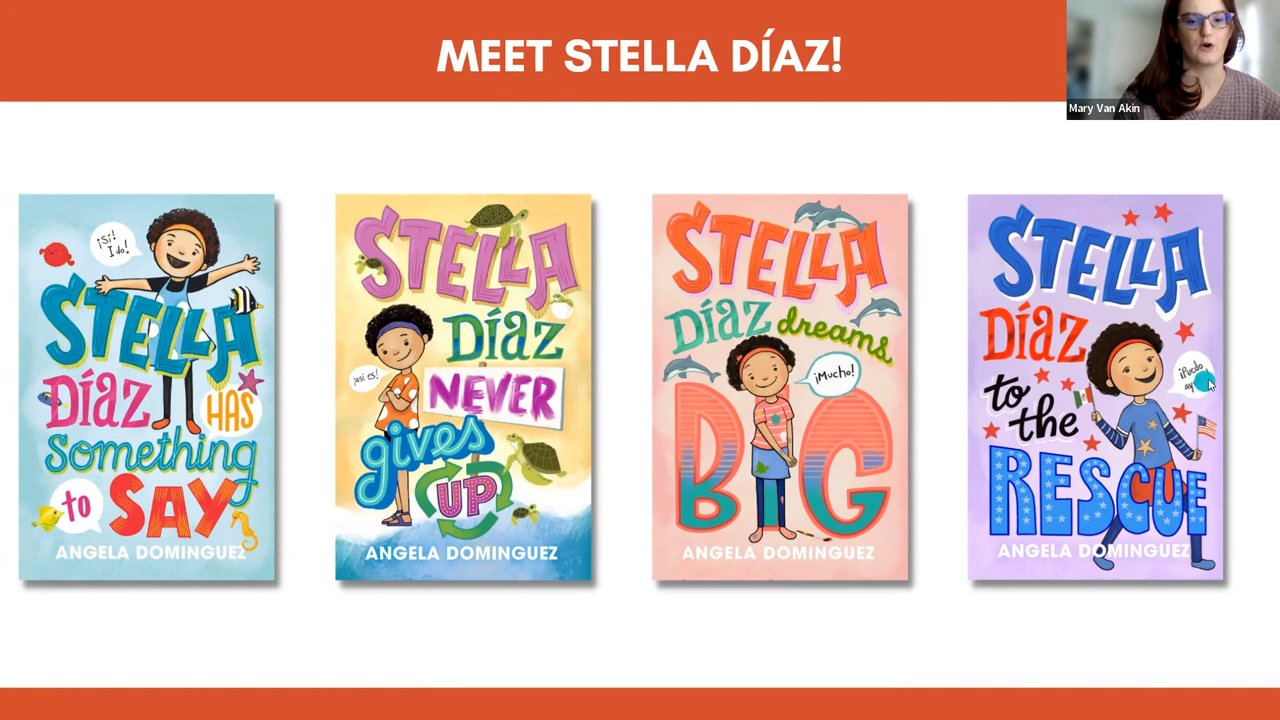 MEET STELLA DÍAZ!
Mary Van Akin
¡Sí!
I do!
STELLA
Díaz HAS
Something
to SAY
ANGELA DOMINGUEZ
STELLA
Díaz
¡así es!
NEVER
gives
UP
ANGELA DOMINGUEZ
STELLA
Díaz dreams
¡Mucho!
BIG
ANGELA DOMINGUEZ
STELLA
Díaz
¡Puedo
to
the
RESCUE
ANGELA DOMINGUEZ